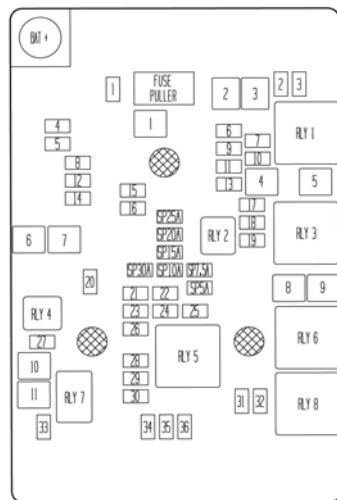 BAT +
1
FUSE
PULLER
2
3
2
3
1
RLY 1
4
5
6
7
8
9
10
11
12
13
14
4
5
15
16
17
18
19
SP25A
SP20A
SP15A
RLY 2
RLY 3
6
7
SP30A
SP10A
SP7.5A
SP5A
20
8
9
21
22
23
24
25
26
RLY 4
27
RLY 5
RLY 6
10
11
28
29
30
RLY 7
RLY 8
31
32
33
34
35
36